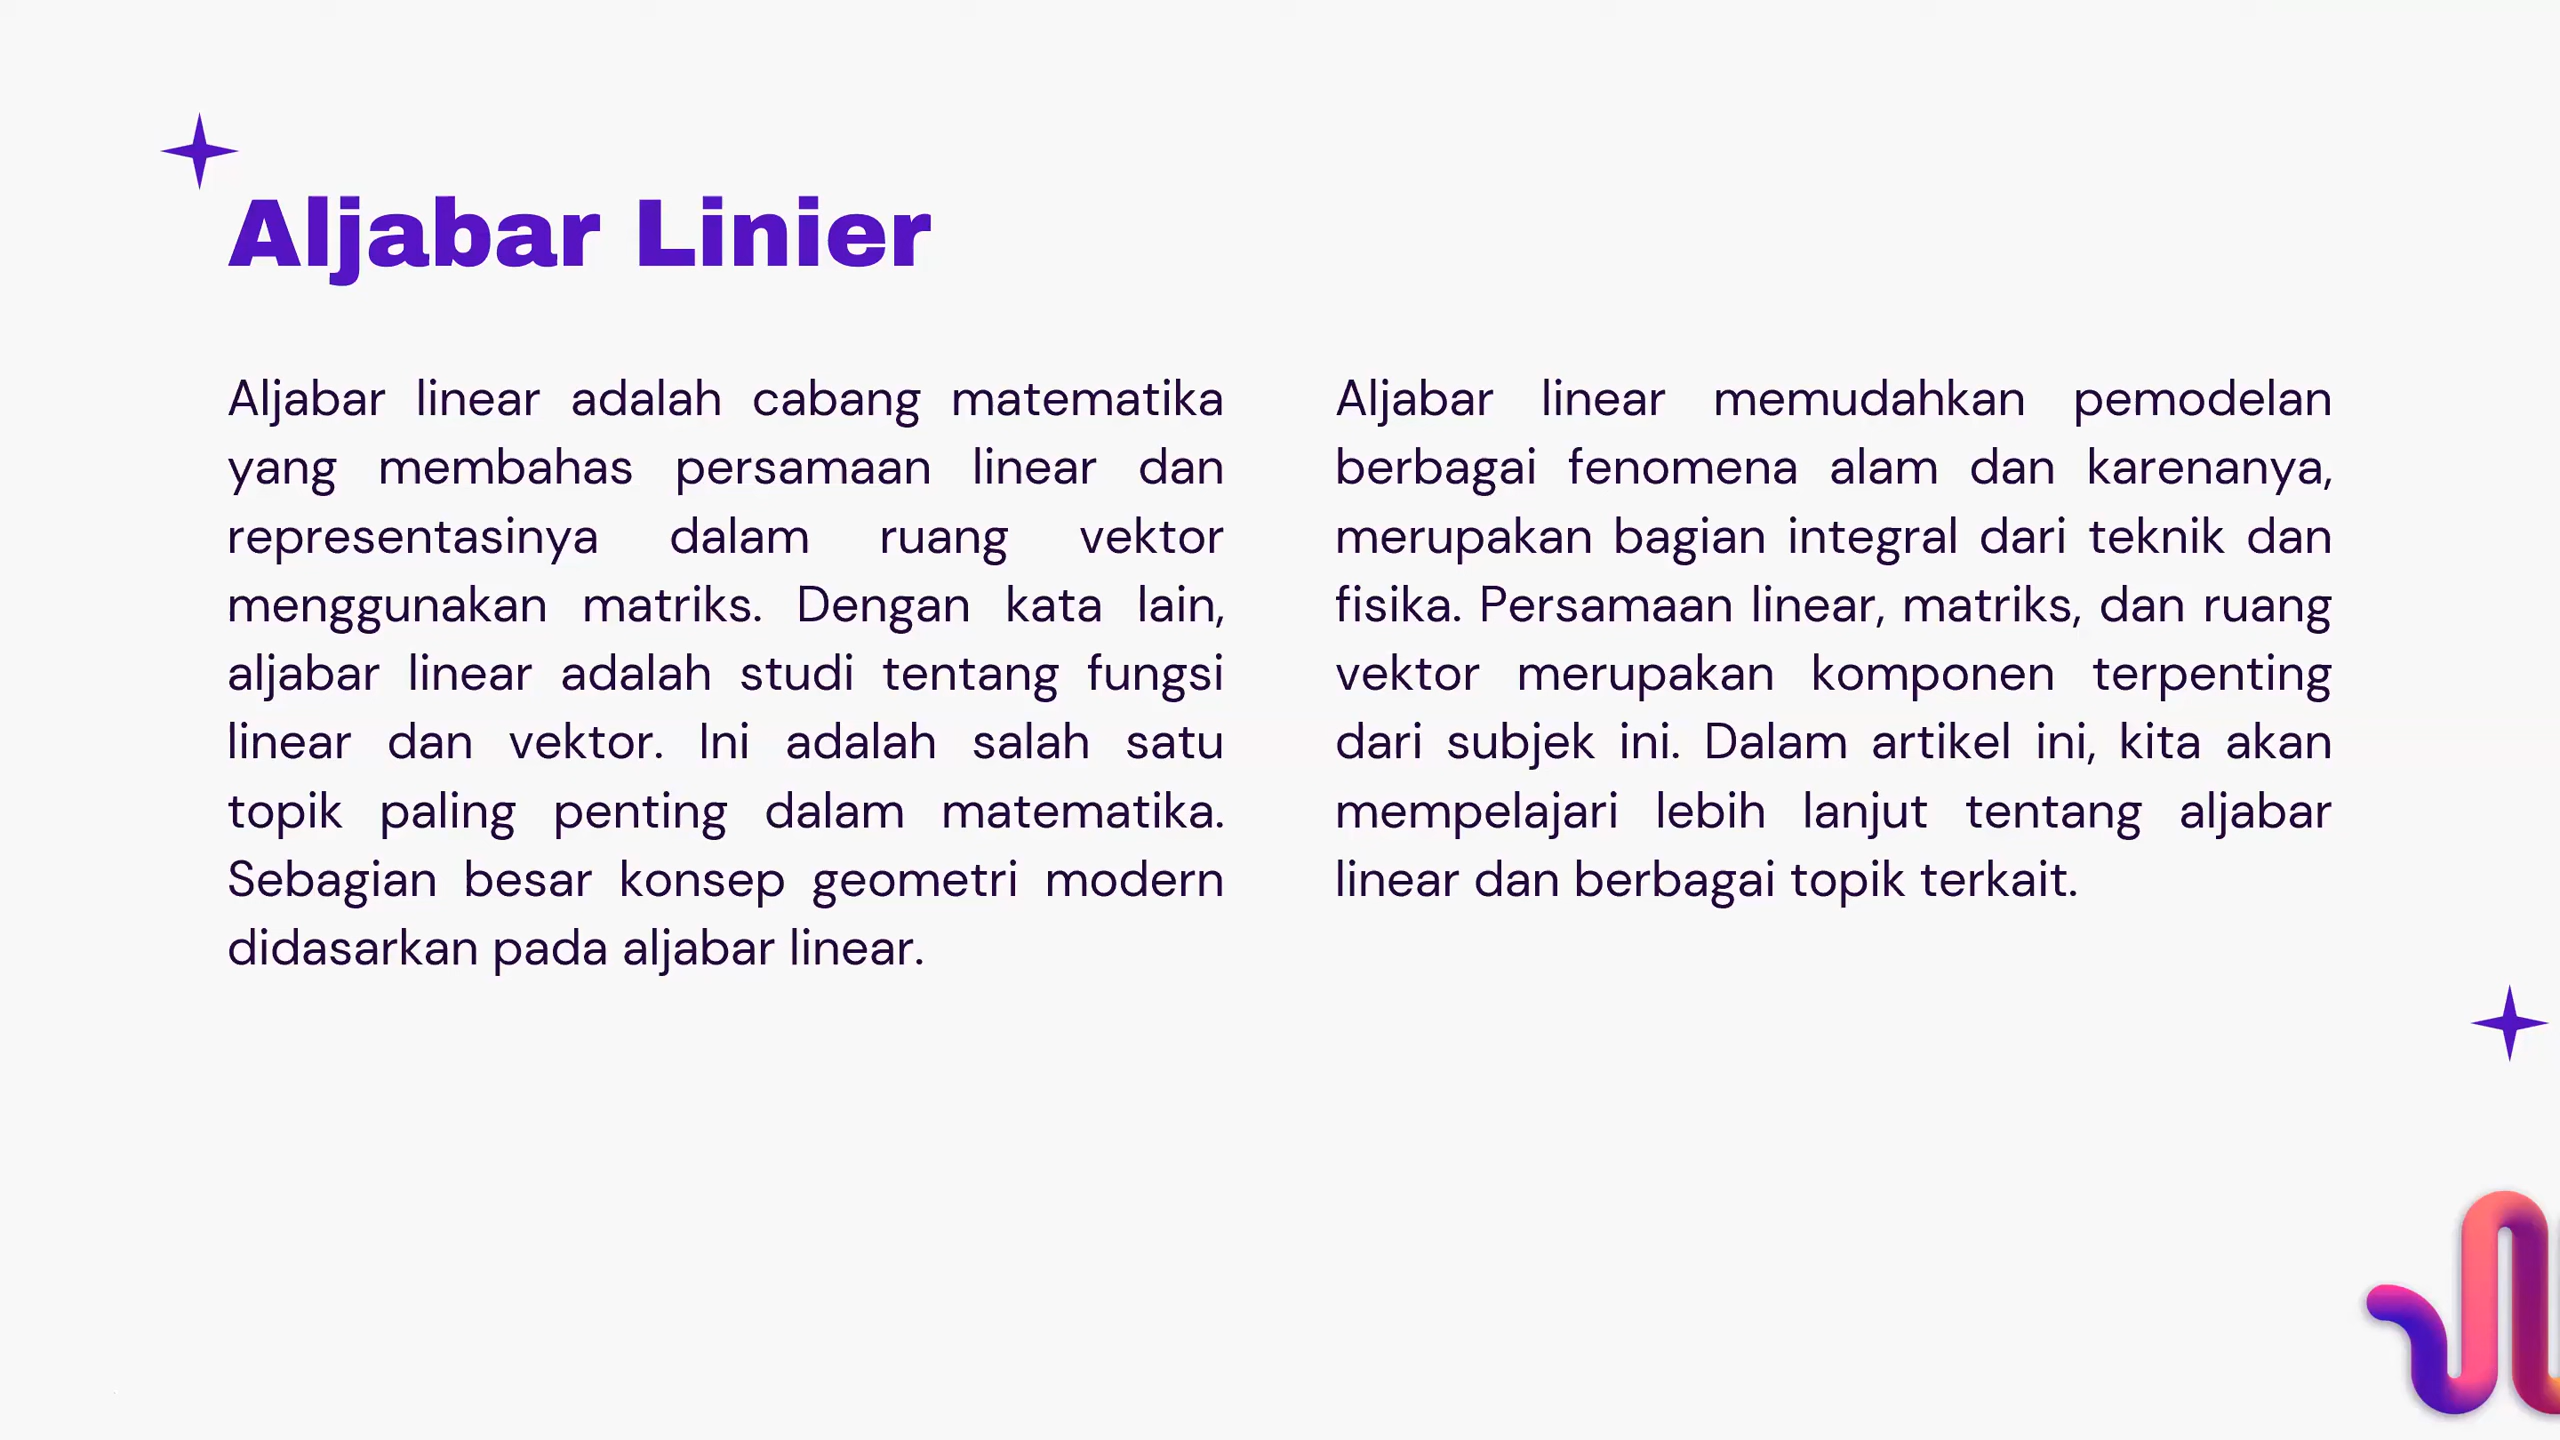 Aljabar Linier
Aljabar linear adalah cabang matematika
yang membahas persamaan linear dan
representasinya dalam ruang vektor
menggunakan matriks. Dengan kata lain,
aljabar linear adalah studi tentang fungsi
linear dan vektor. Ini adalah salah satu
topik paling penting dalam matematika.
Sebagian besar konsep geometri modern
didasarkan pada aljabar linear.
Aljabar linear memudahkan pemodelan
berbagai fenomena alam dan karenanya,
merupakan bagian integral dari teknik dan
fisika. Persamaan linear, matriks, dan ruang
vektor merupakan komponen terpenting
dari subjek ini. Dalam artikel ini, kita akan
mempelajari lebih lanjut tentang aljabar
linear dan berbagai topik terkait.